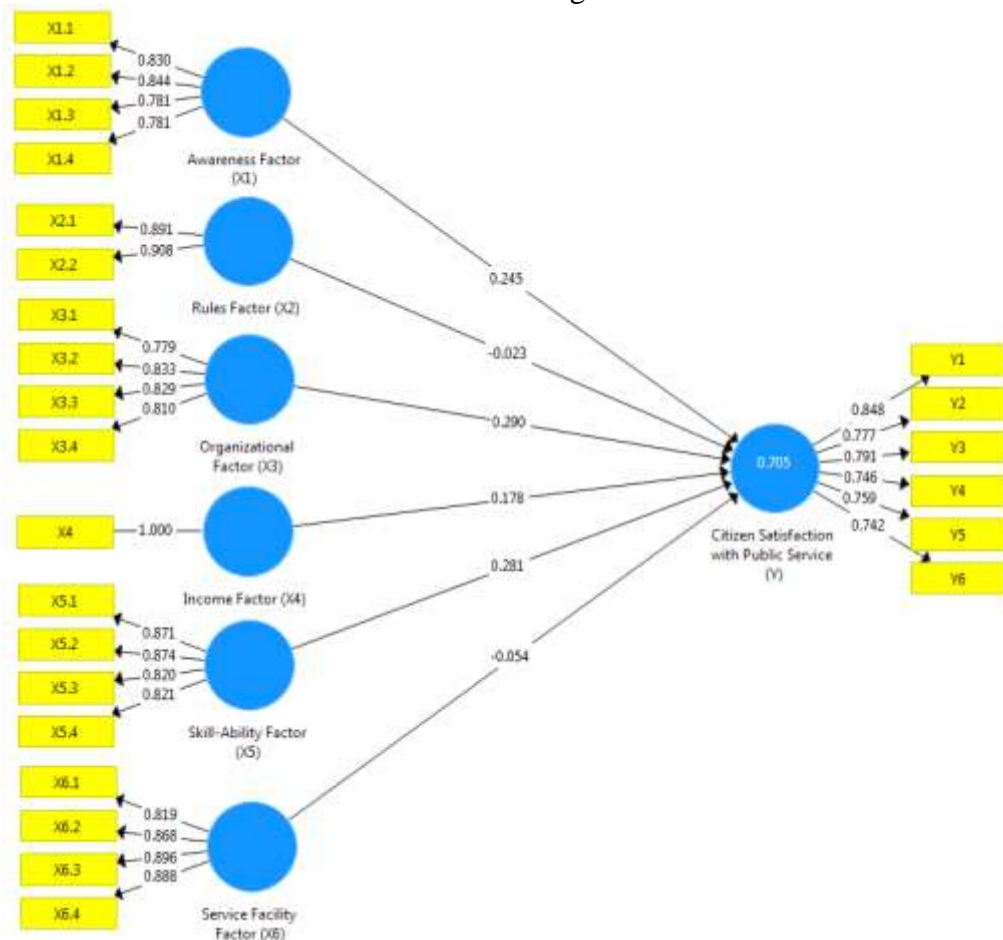 X1.1
0.830
X1.2
0.844
0.781
X1.3
0.781
X1.4
Awareness Factor
(X1)
X2.1
0.891
X2.2
0.908
Rules Factor (X2)
X3.1
0.779
X3.2
0.833
0.829
X3.3
0.810
X3.4
Organizational
Factor (X3)
X4
1.000
Income Factor (X4)
X5.1
0.871
X5.2
0.874
0.820
X5.3
0.821
X5.4
Skill-Ability Factor
(X5)
X6.1
0.819
X6.2
0.868
0.896
X6.3
0.888
X6.4
Service Facility
Factor (X6)
0.245
-0.023
0.290
0.178
0.281
-0.054
0.705
Citizen Satisfaction
with Public Service
(Y)
Y1
0.848
Y2
0.777
0.791
Y3
0.746
Y4
0.759
0.742
Y5
Y6